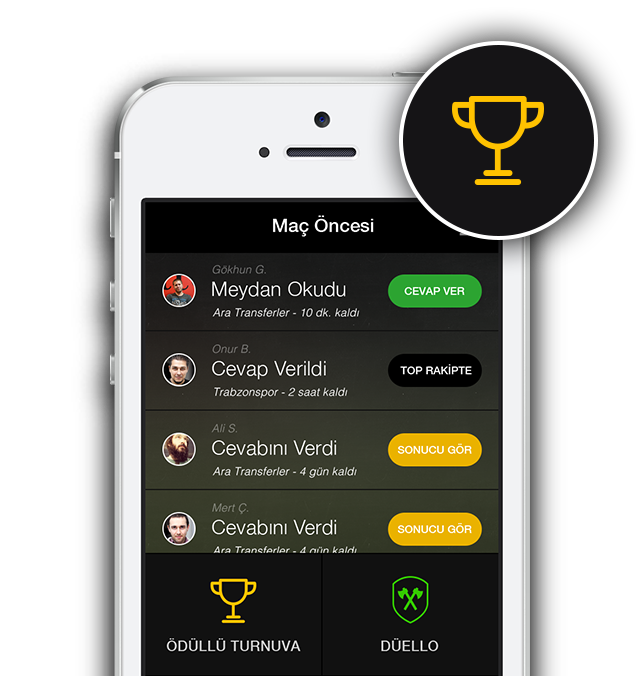 Maç Öncesi
Gökhun G.
Meydan Okudu
Ara Transferler - 10 dk. kaldı
CEVAP VER
Onur B.
Cevap Verildi
Trabzonspor - 2 saat kaldı
TOP RAKİPTE
Ali S.
Cevabını Verdi
Ara Transferler - 4 gün kaldı
SONUCU GÖR
Mert Ç.
Cevabını Verdi
Ara Transferler - 4 gün kaldı
SONUCU GÖR
ÖDÜLLÜ TURNUVA
DÜELLO